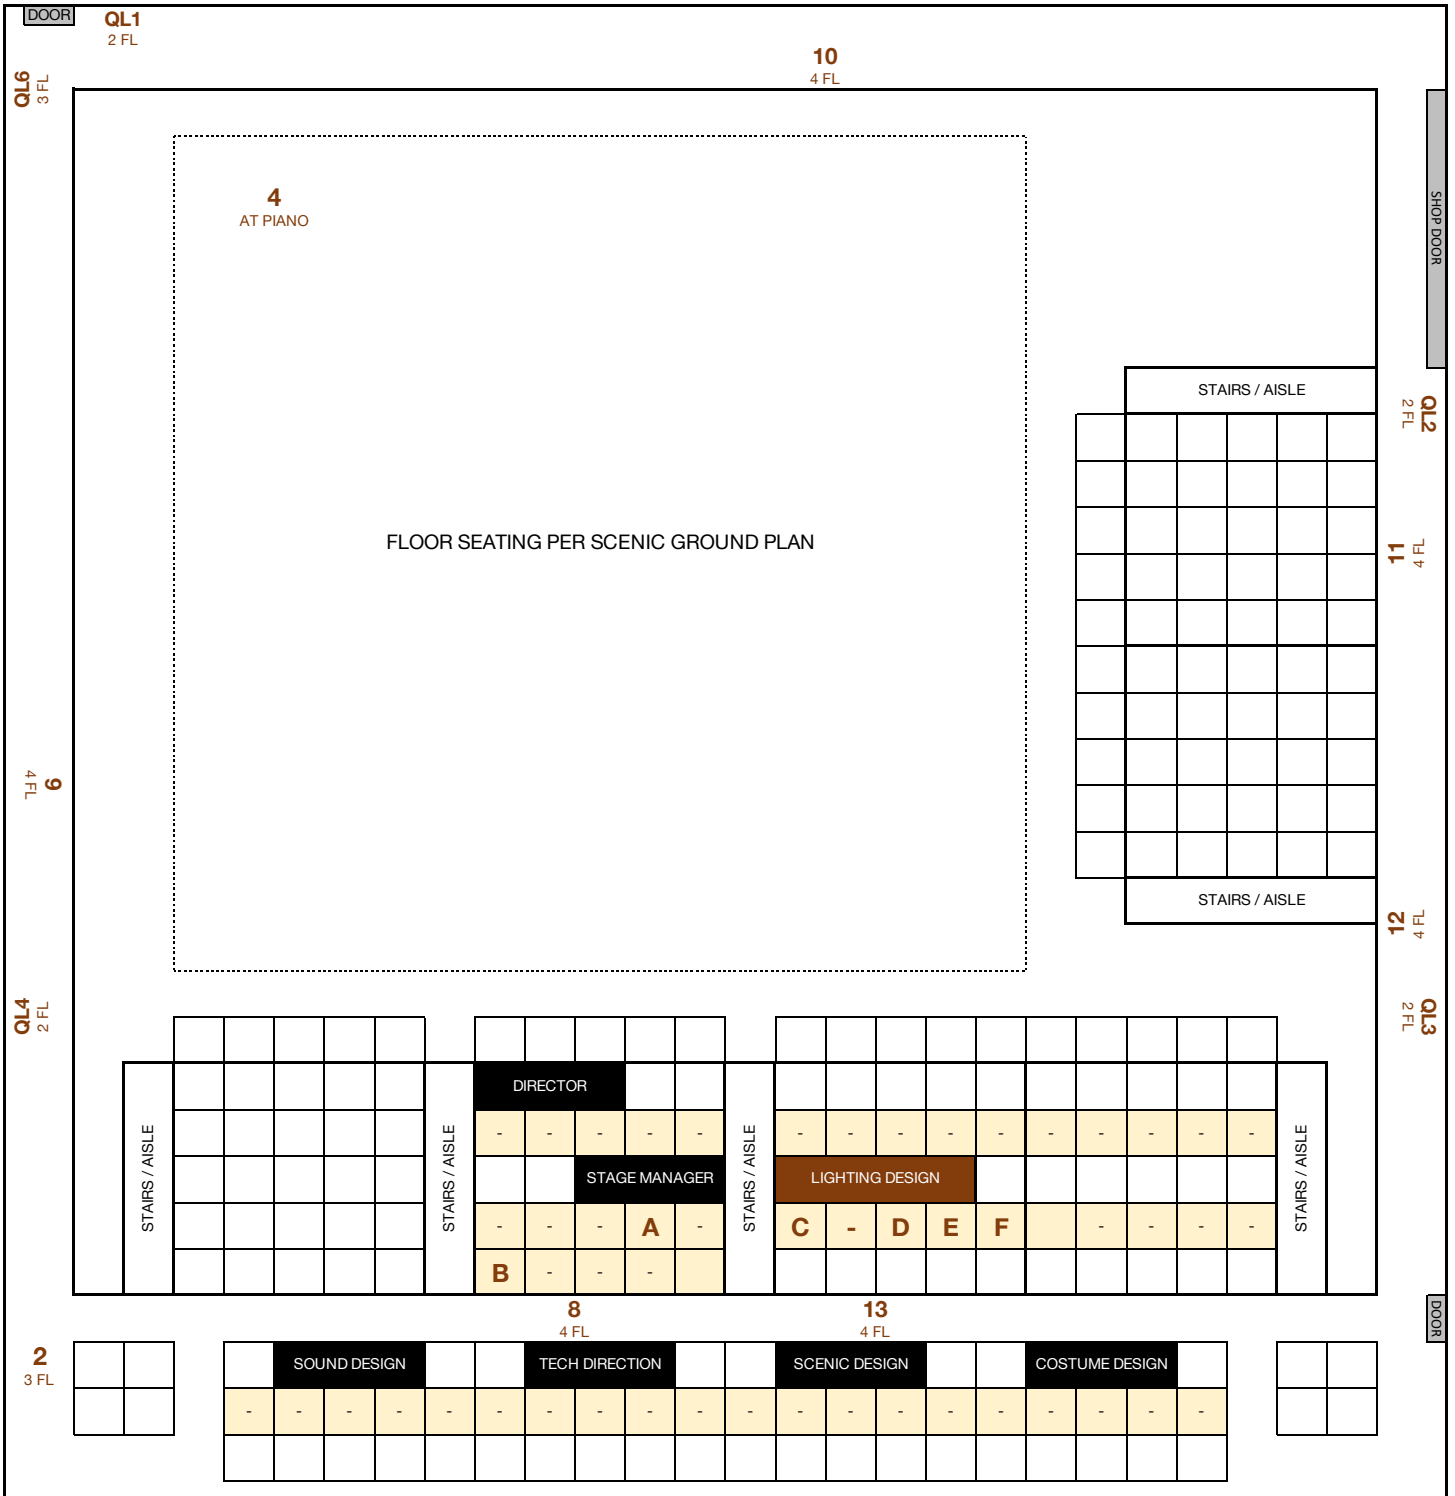 DOOR
QL1
2 FL
10
4 FL
QL6
3 FL
4
AT PIANO
SHOP DOOR
STAIRS / AISLE
QL2
2 FL
FLOOR SEATING PER SCENIC GROUND PLAN
11
4 FL
6
4 FL
STAIRS / AISLE
12
4 FL
QL4
2 FL
QL3
2 FL
DIRECTOR
- - - - - - - - - - - - - - -
STAIRS / AISLE
STAIRS / AISLE
STAIRS / AISLE
STAIRS / AISLE
STAGE MANAGER
LIGHTING DESIGN
- - - A - C - D E F - - - -
B - - -
8
4 FL
13
4 FL
DOOR
2
3 FL
SOUND DESIGN
TECH DIRECTION
SCENIC DESIGN
COSTUME DESIGN
- - - - - - - - - - - - - - - - - - - -